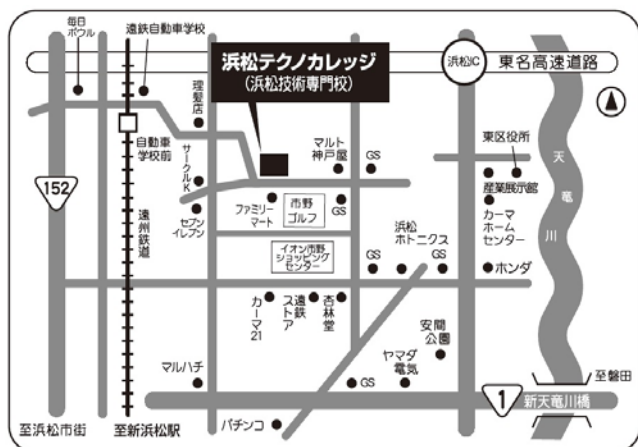 毎日
ボウル
遠鉄自動車学校
浜松テクノカレッジ
(浜松技術専門校)
浜松IC
東名高速道路
理髪店
自動車
学校前
152
サークルK
セブン
イレブン
遠州鉄道
マルト
神戸屋
GS
東区役所
産業展示館
カーマ
ホーム
センター
天竜川
ファミリー
マート
市野
ゴルフ
GS
イオン市野
ショッピング
センター
浜松
ホトニクス
GS
GS
ホンダ
カーマ21
遠鉄
ストア
杏林堂
安間
公園
マルハチ
GS
ヤマダ
電気
1
至磐田
新天竜川橋
至浜松市街
至新浜松駅
パチンコ